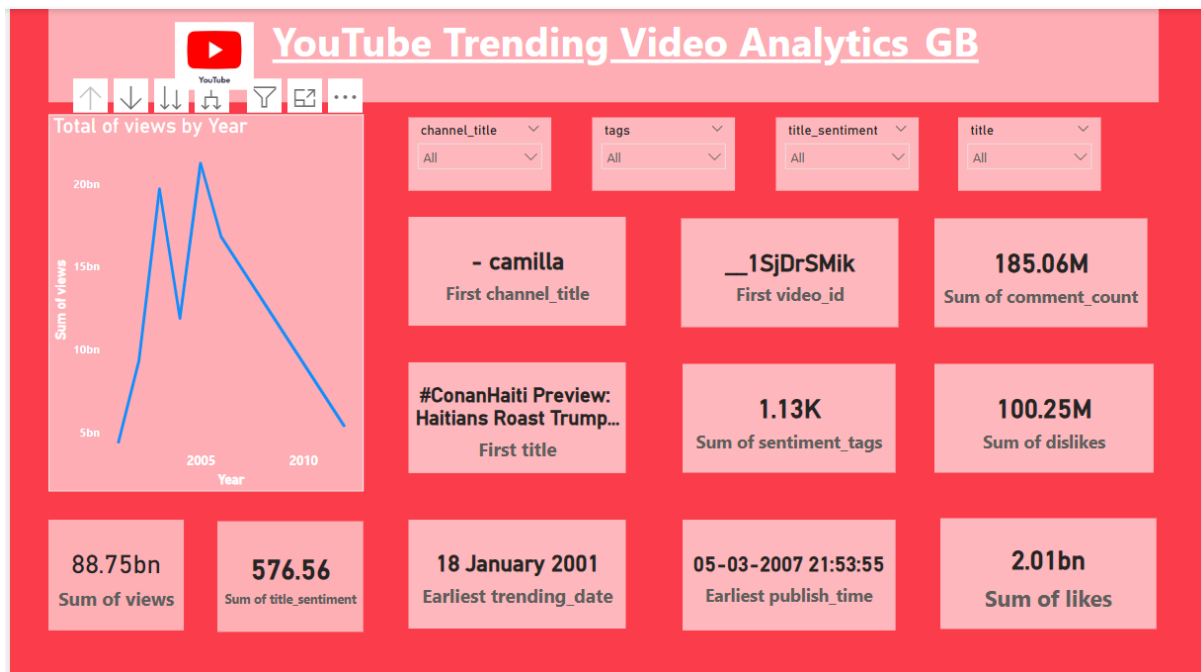 YouTube Trending Video Analytics GB
YouTube
Total of views by Year
20bn
15bn
10bn
5bn
Sum of views
2005
2010
Year
channel_title
All
tags
All
title_sentiment
All
title
All
- camilla
First channel_title
__1SjDrSMik
First video_id
185.06M
Sum of comment_count
#ConanHaiti Preview:
Haitians Roast Trump...
First title
1.13K
Sum of sentiment_tags
100.25M
Sum of dislikes
88.75bn
Sum of views
576.56
Sum of title_sentiment
18 January 2001
Earliest trending_date
05-03-2007 21:53:55
Earliest publish_time
2.01bn
Sum of likes